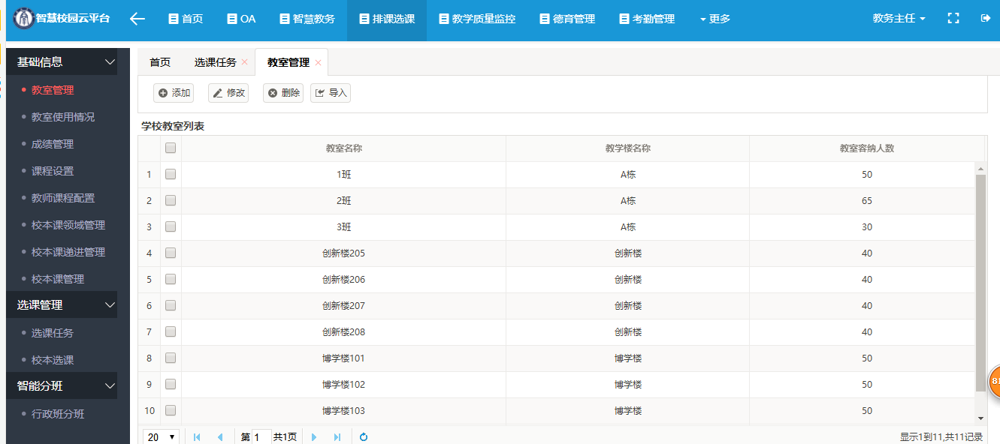 智慧校园云平台 首页 OA 智慧教务 排课选课 教学质量监控 德育管理 考勤管理 更多 教务主任
基础信息
教室管理
教室使用情况
成绩管理
课程设置
教师课程配置
校本课领域管理
校本课递进管理
校本课管理
选课管理
选课任务
校本选课
智能分班
行政班分班
首页 选课任务 × 教室管理 ×
添加 修改 删除 导入
学校教室列表
教室名称 教学楼名称 教室容纳人数
1 1班 A栋 50
2 2班 A栋 65
3 3班 A栋 30
4 创新楼205 创新楼 40
5 创新楼206 创新楼 40
6 创新楼207 创新楼 40
7 创新楼208 创新楼 40
8 博学楼101 博学楼 50
9 博学楼102 博学楼 50
10 博学楼103 博学楼 50
20 第 1 共1页 显示1到11,共11记录